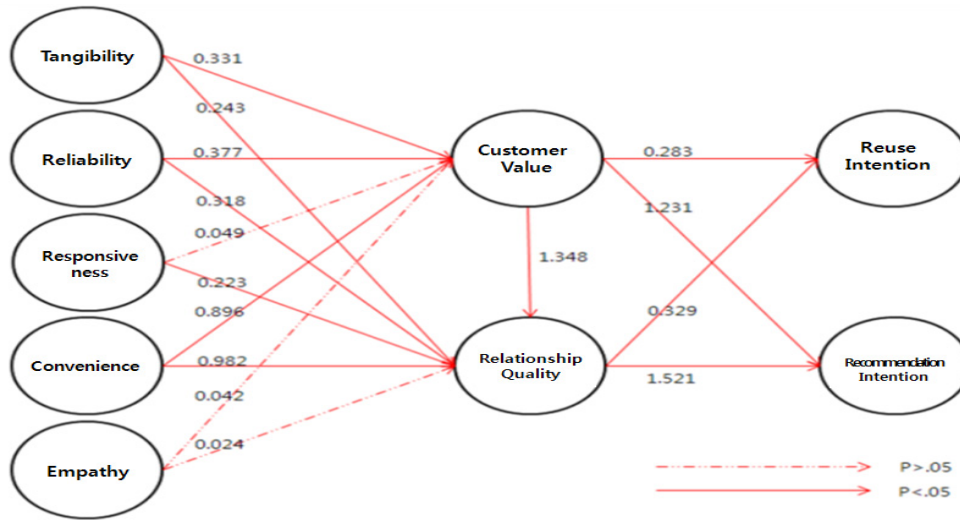 Tangibility
0.331
0.243
Reliability
0.377
0.318
Responsive
ness
0.049
0.223
0.896
Convenience
0.982
0.042
Empathy
0.024
Customer
Value
1.348
Relationship
Quality
0.283
1.231
0.329
1.521
Reuse
Intention
Recommendation
Intention
P>.05
P<.05